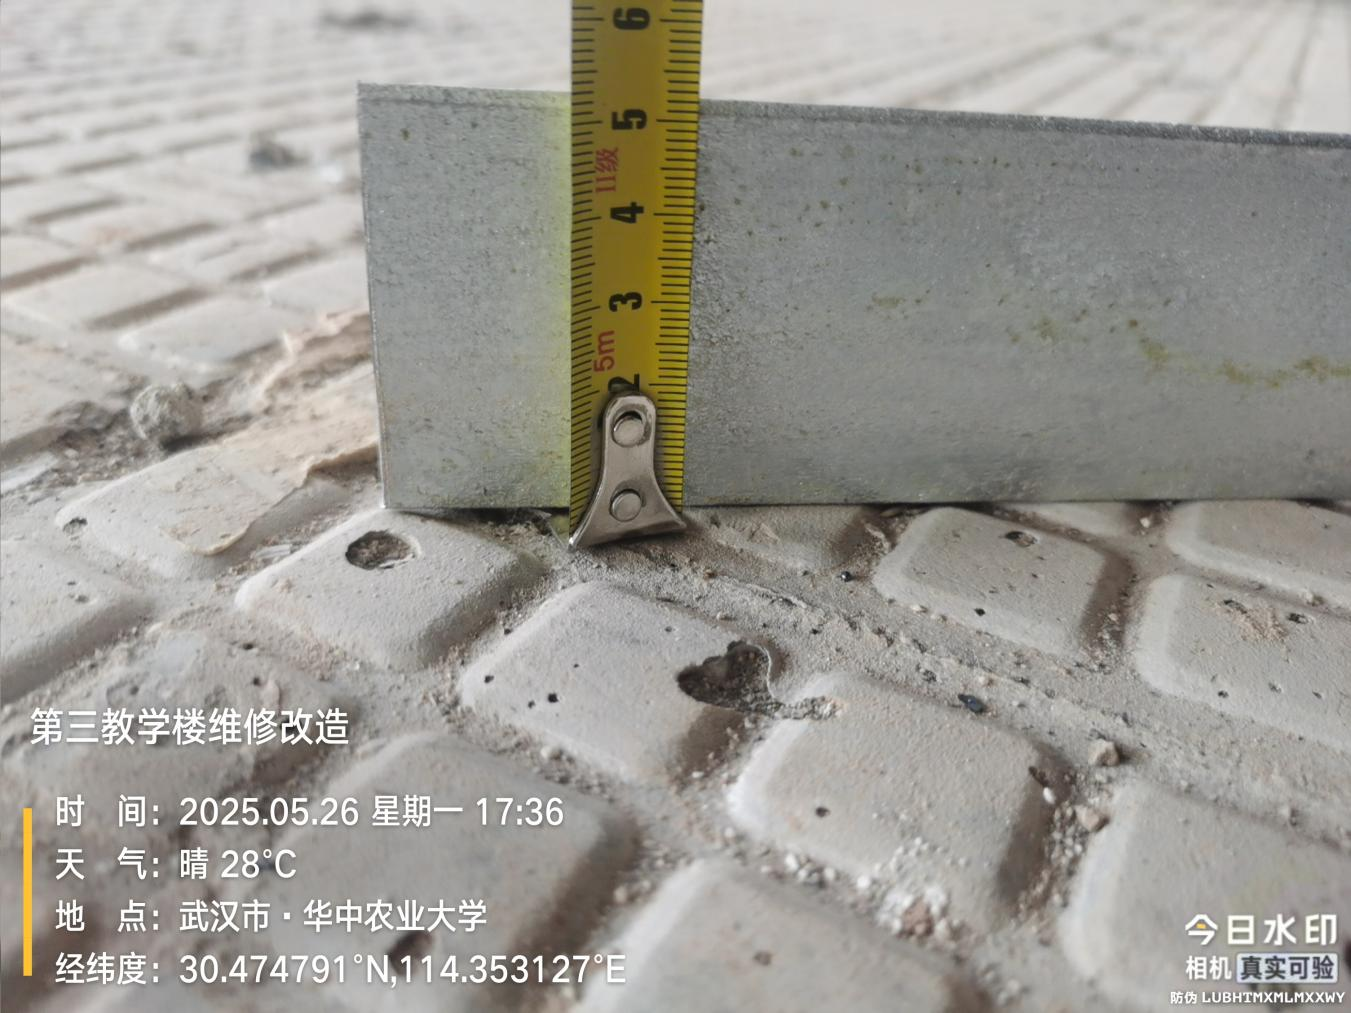 6
5
II级
4
3
5m
2
第三教学楼维修改造
时 间：2025.05.26 星期一 17:36
天 气：晴 28°C
地 点：武汉市·华中农业大学
经纬度：30.474791°N,114.353127°E
今日水印
相机 真实可验
防伪 LUBHTMXMLMXXWY